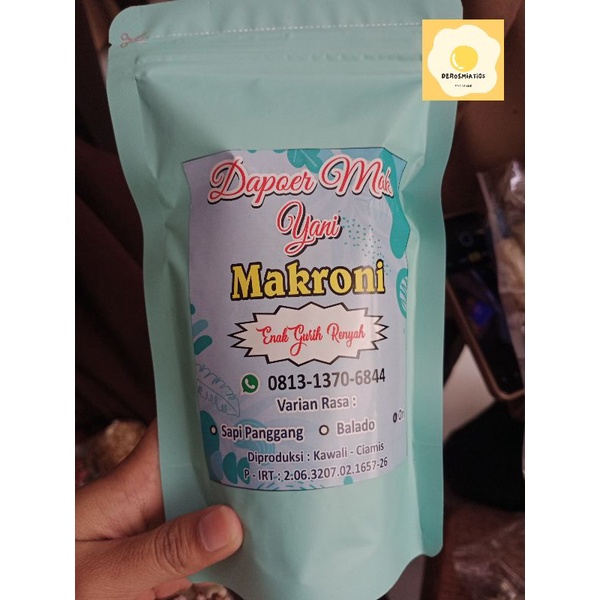 DEROSMIATIOS
Dapoer Mak
Yani
Makroni
Enak Gurih Renyah
0813-1370-6844
Varian Rasa :
Sapi Panggang Balado
Diproduksi : Kawali - Ciamis
P - IRT : 2.06.3207.02.1657-26